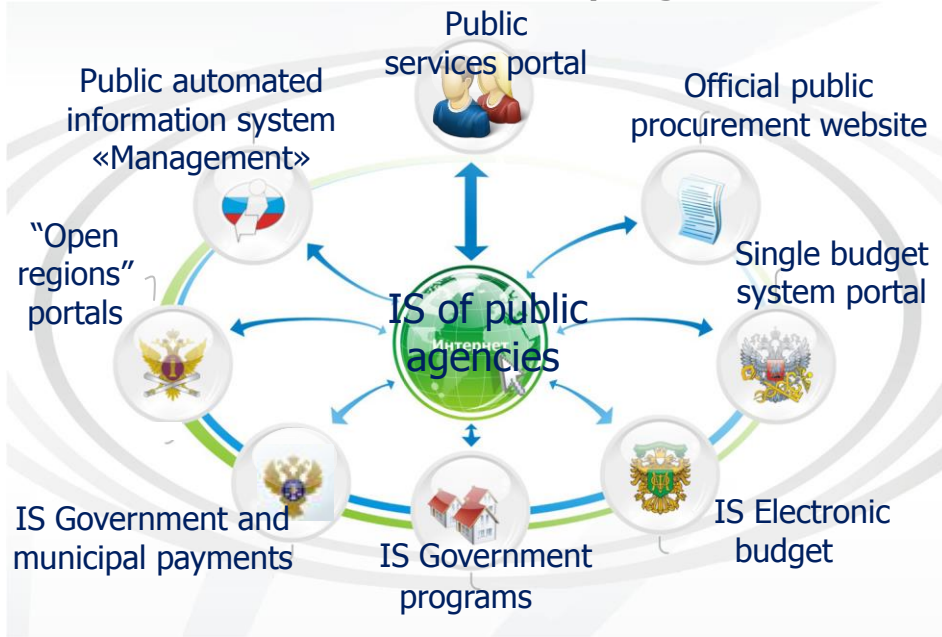 Public
services portal
Public automated
information system
«Management»
Official public
procurement website
“Open
regions”
portals
Single budget
system portal
IS of public
Интернет
agencies
IS Government and
municipal payments
IS Government
programs
IS Electronic
budget